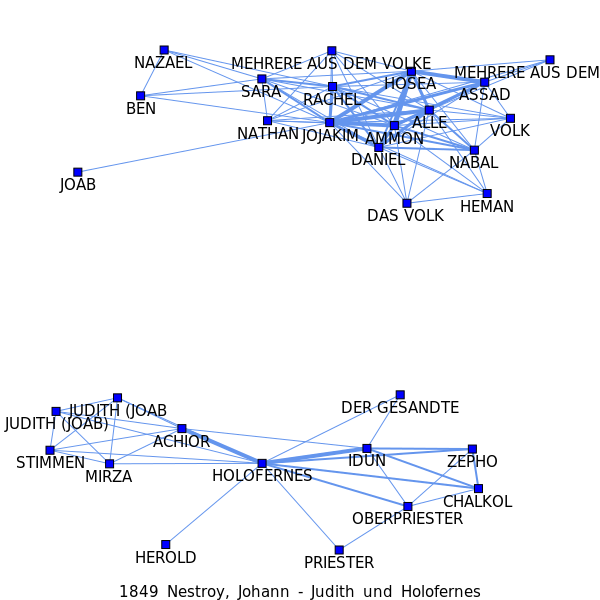 NAZAEL
MEHRERE AUS DEM VOLKE
HOSEA
MEHRERE AUS DEM
SARA
RACHEL
ASSAD
BEN
NATHAN
JOJAKIM
AMMON
ALLE
VOLK
DANIEL
NABAL
JOAB
DAS VOLK
HEMAN
JUDITH (JOAB
JUDITH (JOAB)
DER GESANDTE
ACHIOR
STIMMEN
MIRZA
HOLOFERNES
IDUN
ZEPHO
CHALKOL
OBERPRIESTER
HEROLD
PRIESTER
1849 Nestroy, Johann - Judith und Holofernes